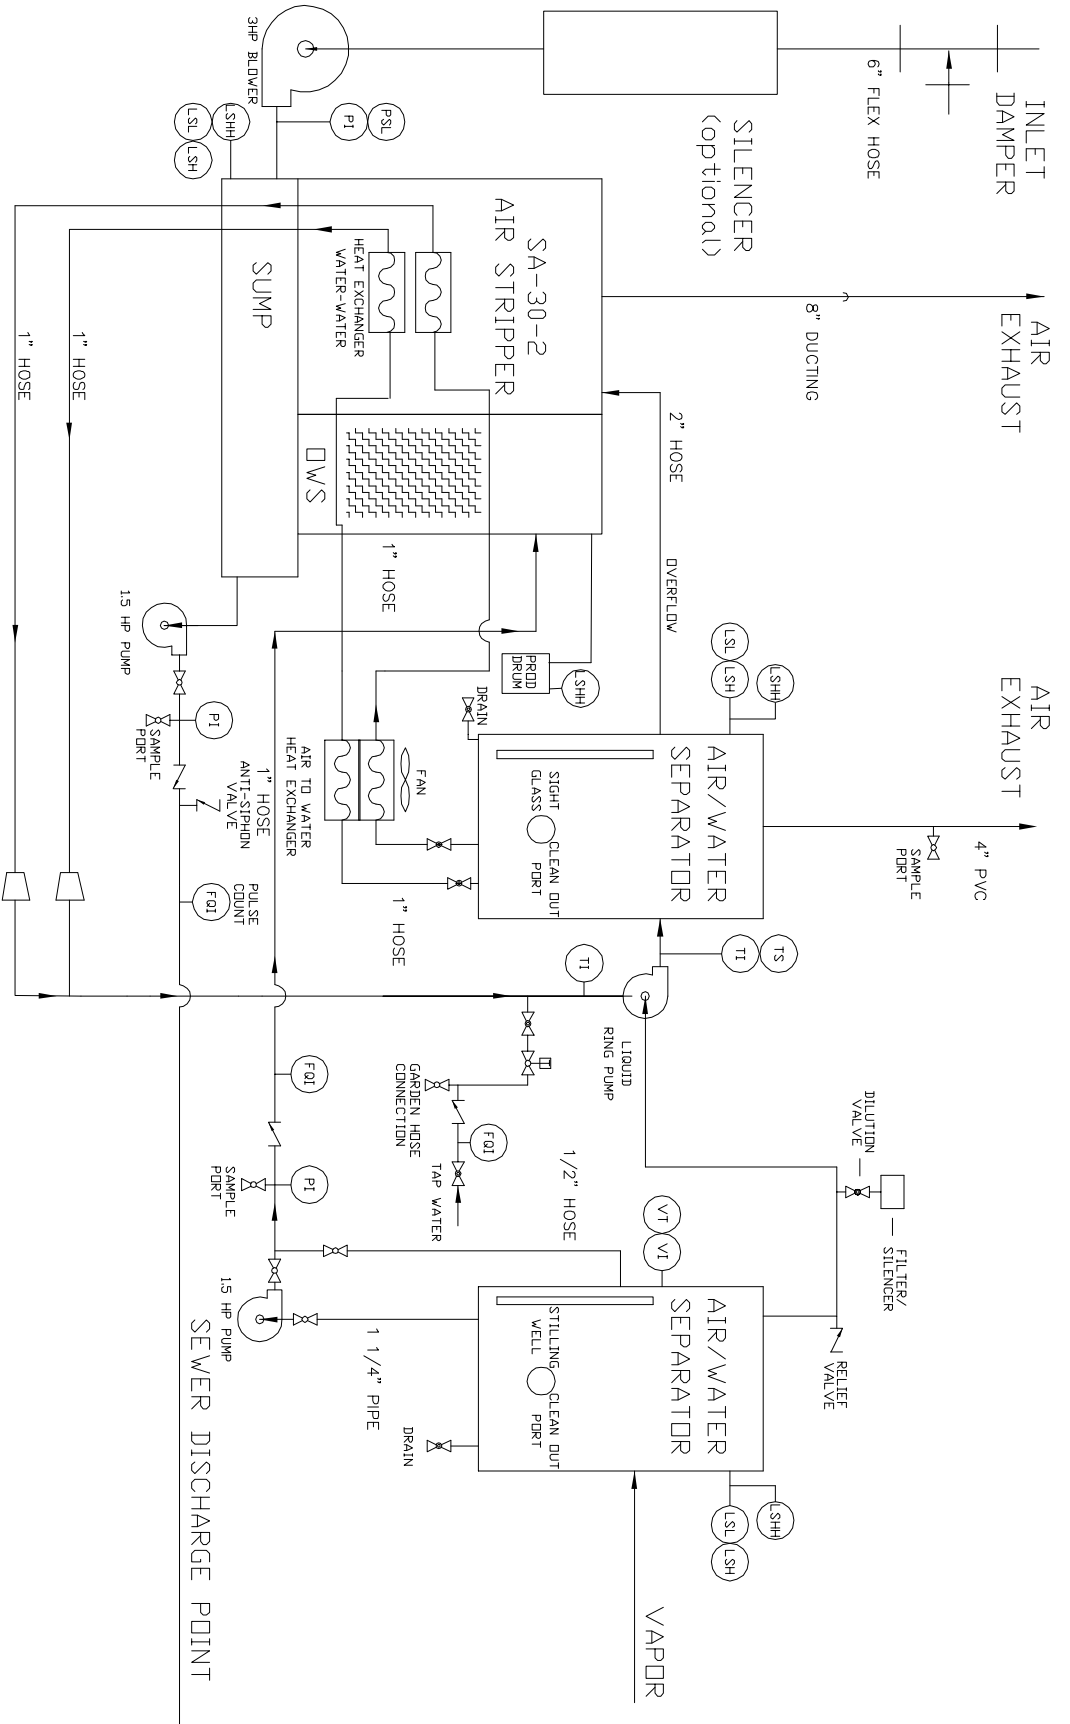 INLET
DAMPER
6" FLEX HOSE
SILENCER
(optional)
3HP BLOWER
PI
PSL
LSHH
LSL
LSH
AIR
EXHAUST
8" DUCTING
SA-30-2
AIR STRIPPER
HEAT EXCHANGER
WATER-WATER
SUMP
OWS
1" HOSE
1" HOSE
2" HOSE
OVERFLOW
1" HOSE
AIR
EXHAUST
4" PVC
SAMPLE
PORT
LSHH
LSL
LSH
AIR/WATER
SEPARATOR
SIGHT
GLASS
CLEAN OUT
PORT
DRAIN
PROD
DRUM
LSHH
FAN
AIR TO WATER
HEAT EXCHANGER
1" HOSE
1" HOSE
1.5 HP PUMP
PI
SAMPLE
PORT
ANTI-SIPHON
VALVE
PULSE
COUNT
FQI
TI
TS
TI
LIQUID
RING PUMP
GARDEN HOSE
CONNECTION
FQI
TAP WATER
FQI
PI
SAMPLE
PORT
1/2" HOSE
DILUTION
VALVE
FILTER/
SILENCER
RELIEF
VALVE
VT
VI
AIR/WATER
SEPARATOR
STILLING
WELL
CLEAN OUT
PORT
1.5 HP PUMP
1 1/4" PIPE
DRAIN
LSHH
LSL
LSH
VAPOR
SEWER DISCHARGE POINT